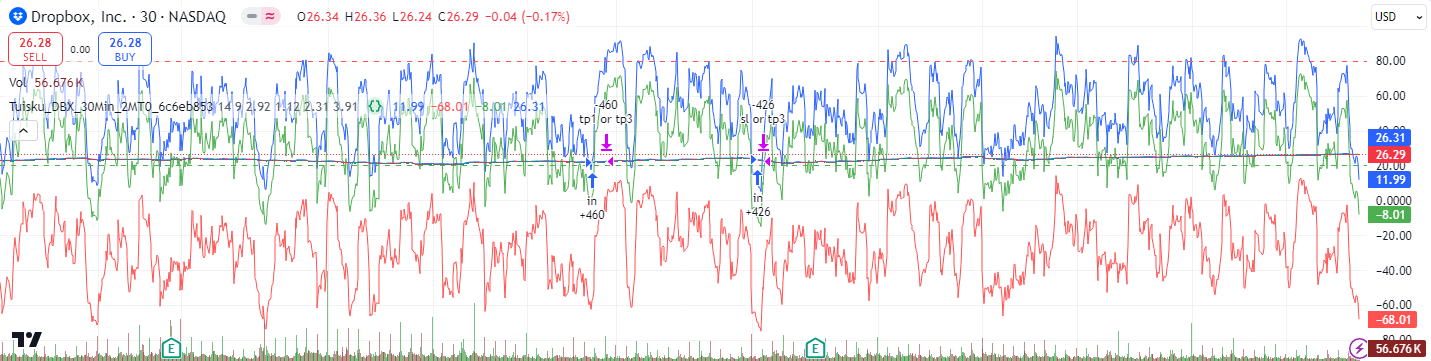 Dropbox, Inc. · 30 · NASDAQ O26.34 H26.36 L26.24 C26.29 −0.04 (−0.17%)
USD
26.28 0.00 26.28
SELL BUY
Vol 56.676 K
Tuisku_DBX_30Min_2MT0_6c6eb853 14 9 2.92 1.12 2.31 3.91 {} 11.99 −68.01 −8.01 26.31
80.00
60.00
-460
tp1 or tp3
-426
sl or tp3
26.31
26.29
20.00
11.99
in
+460
in
+426
0.0000
−8.01
−20.00
−40.00
−60.00
−68.01
E
E
56.676 K